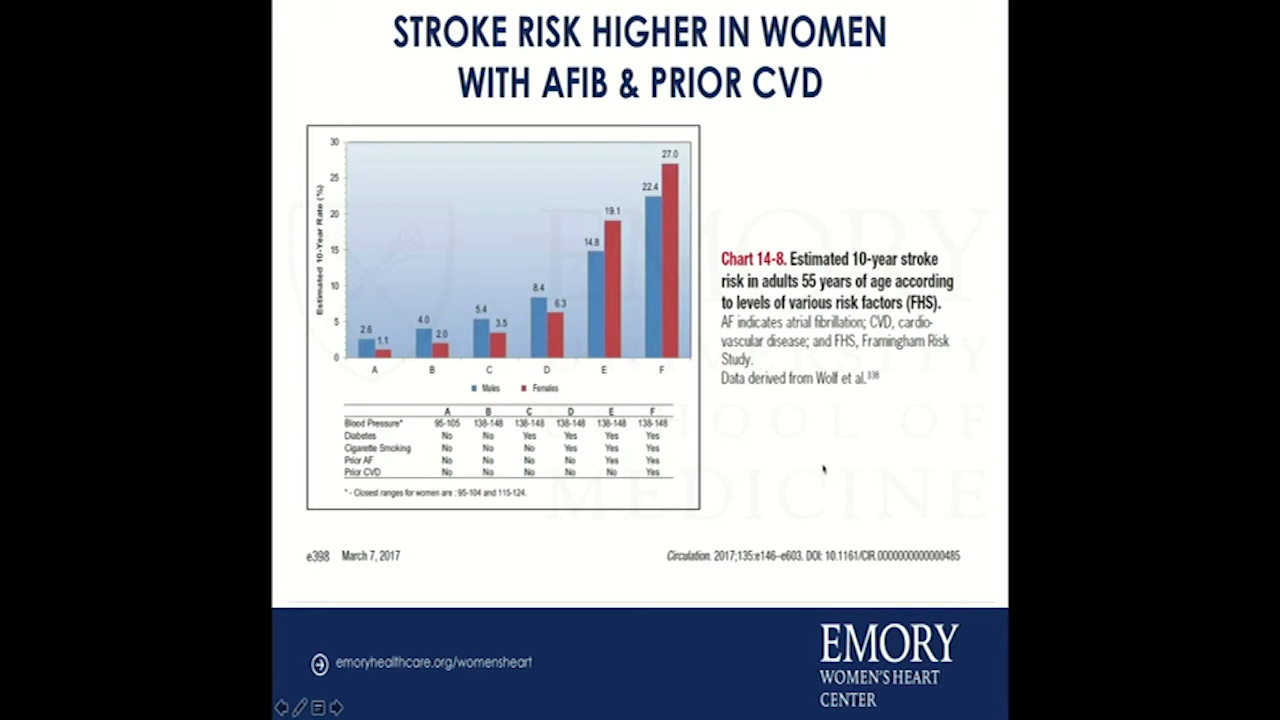 STROKE RISK HIGHER IN WOMEN
WITH AFIB & PRIOR CVD
Estimated 10-Year Rate (%)
30
25
20
15
10
5
0
2.6
1.1
4.0
2.0
5.4
3.5
8.4
6.3
14.8
19.1
22.4
27.0
A B C D E F
Males Females
A B C D E F
Blood Pressure* 95-105 138-148 138-148 138-148 138-148 138-148
Diabetes No No Yes Yes Yes Yes
Cigarette Smoking No No No Yes Yes Yes
Prior AF No No No No Yes Yes
Prior CVD No No No No No Yes
* - Closest ranges for women are : 95-104 and 115-124.
Chart 14-8. Estimated 10-year stroke
risk in adults 55 years of age according
to levels of various risk factors (FHS).
AF indicates atrial fibrillation; CVD, cardio-
vascular disease; and FHS, Framingham Risk
Study.
Data derived from Wolf et al.338
EMORY
UNIVERSITY
SCHOOL OF
MEDICINE
e398 March 7, 2017
Circulation. 2017;135:e146–e603. DOI: 10.1161/CIR.0000000000000485
emoryhealthcare.org/womensheart
EMORY
WOMEN'S HEART
CENTER